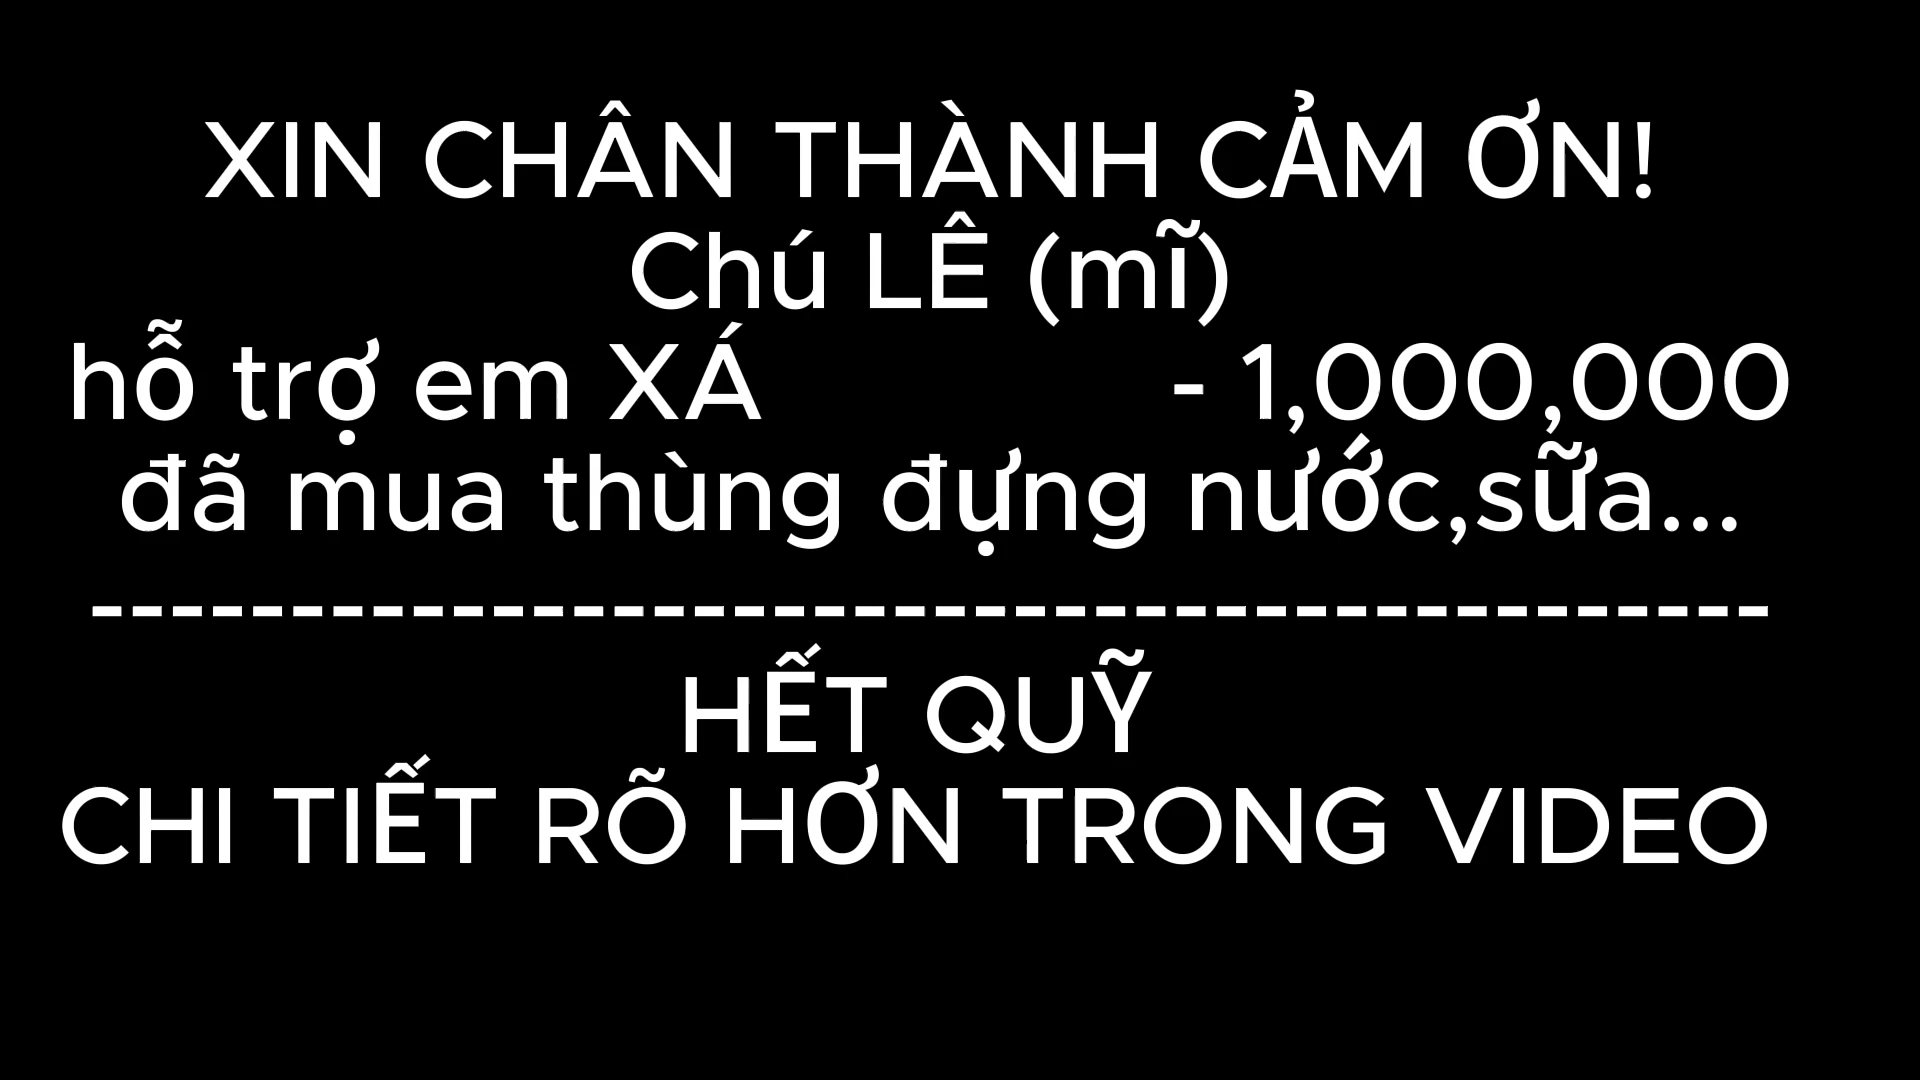 XIN CHÂN THÀNH CẢM ƠN!
Chú LÊ (mĩ)
hỗ trợ em XÁ - 1,000,000
đã mua thùng đựng nước,sữa...
------------------------------------------
HẾT QUỸ
CHI TIẾT RÕ HƠN TRONG VIDEO